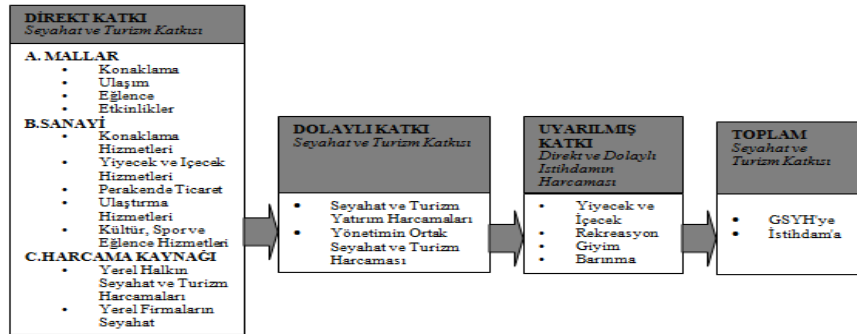 DİREKT KATKI
Seyahat ve Turizm Katkısı
A. MALLAR
• Konaklama
• Ulaşım
• Eğlence
• Etkinlikler
B.SANAYİ
• Konaklama
Hizmetleri
• Yiyecek ve İçecek
Hizmetleri
• Perakende Ticaret
• Ulaştırma
Hizmetleri
• Kültür, Spor ve
Eğlence Hizmetleri
C.HARCAMA KAYNAĞI
• Yerel Halkın
Seyahat ve Turizm
Harcamaları
• Yerel Firmaların
Seyahat
DOLAYLI KATKI
Seyahat ve Turizm Katkısı
• Seyahat ve Turizm
Yatırım Harcamaları
• Yönetimin Ortak
Seyahat ve Turizm
Harcaması
UYARILMIŞ
KATKI
Direkt ve Dolaylı
Istihdamın
Harcaması
• Yiyecek ve
İçecek
• Rekreasyon
• Giyim
• Barınma
TOPLAM
Seyahat ve
Turizm Katkısı
• GSYH'ye
• İstihdam'a